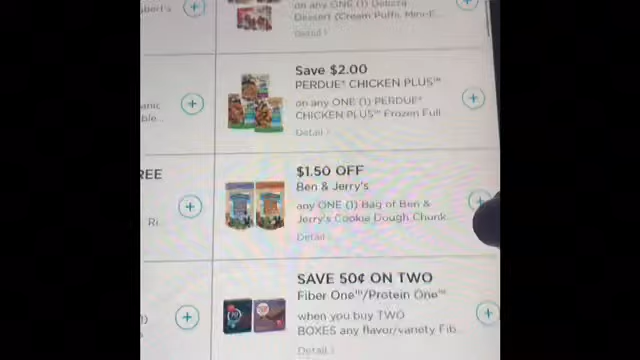 on any ONE (1) Delizza
Dessert (Cream Puffs, Mini-E...
Detail
Save $2.00
PERDUE® CHICKEN PLUS™
on any ONE (1) PERDUE®
CHICKEN PLUS™ Frozen Full
Detail
REE
$1.50 OFF
Ben & Jerry's
any ONE (1) Bag of Ben &
Jerry's Cookie Dough Chunk...
Ri...
Detail
SAVE 50¢ ON TWO
Fiber One™/Protein One™
when you buy TWO
BOXES any flavor/variety Fib...
Detail